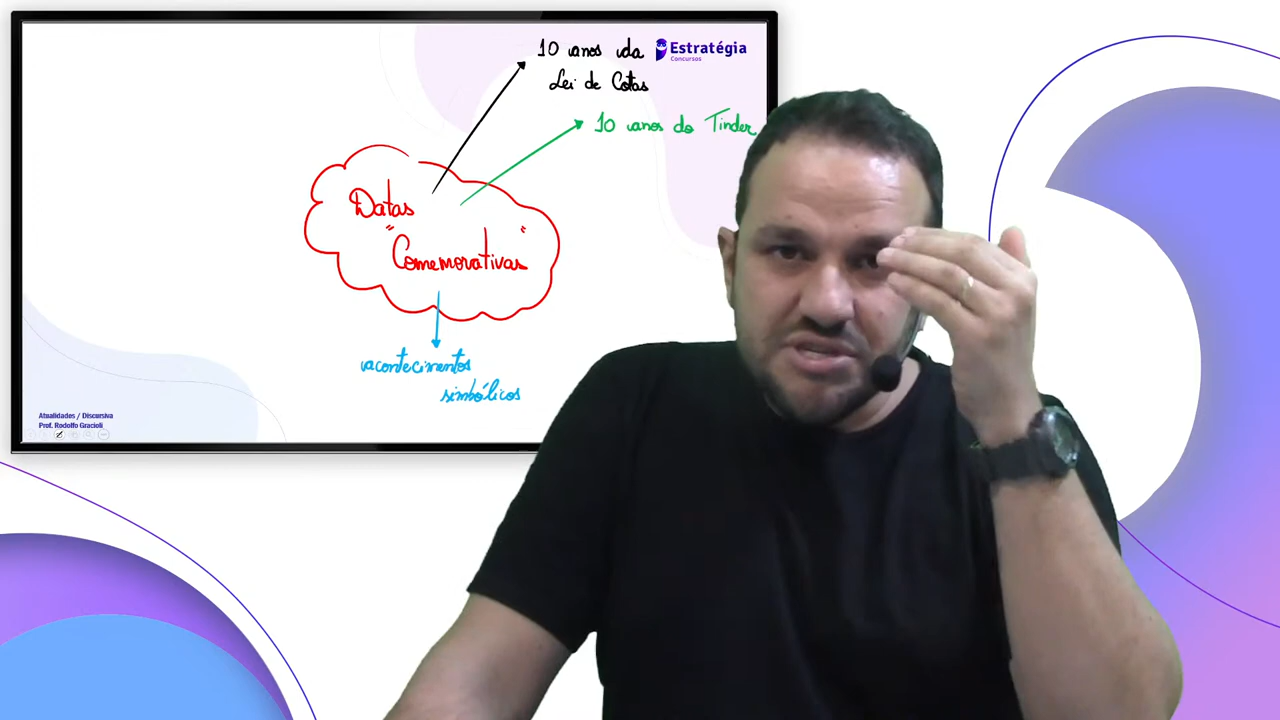 10 anos da
Lei de Cotas
Estratégia
Concursos
10 anos do Tinder
Datas
"Comemorativas"
acontecimentos
simbólicos
Atualidades / Discursiva
Prof. Rodolfo Gracioli